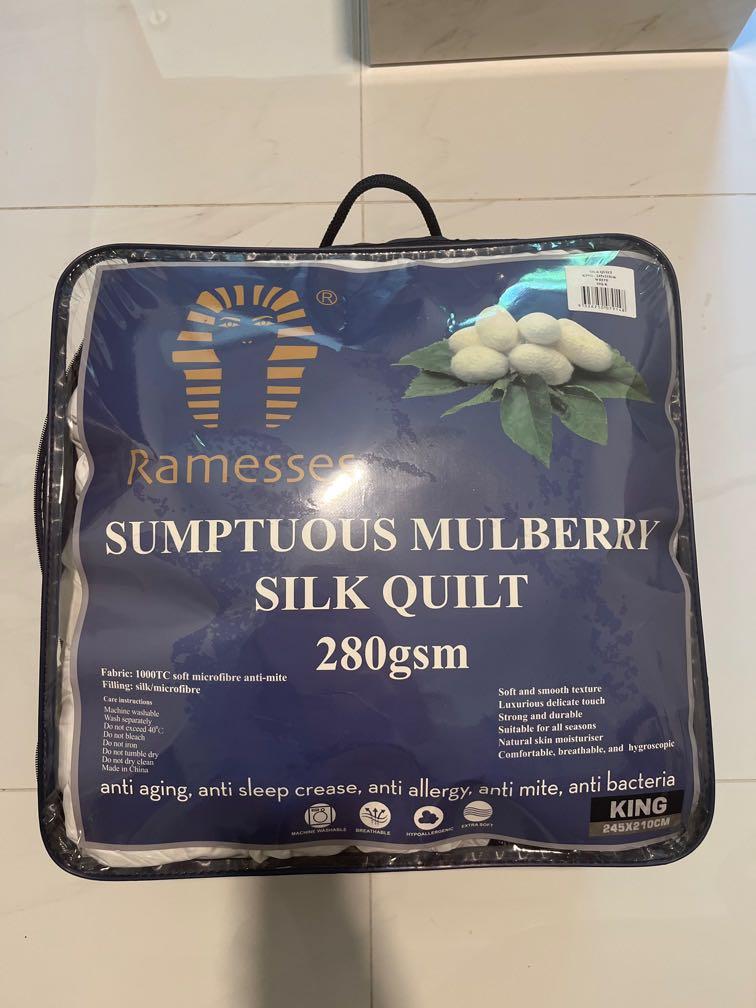 ®
Ramesses
SUMPTUOUS MULBERRY
SILK QUILT
280gsm
Fabric: 1000TC soft microfibre anti-mite
Filling: silk/microfibre
Care instructions
Machine washable
Wash separately
Do not exceed 40°C
Do not bleach
Do not iron
Do not tumble dry
Do not dry clean
Made in China
Soft and smooth texture
Luxurious delicate touch
Strong and durable
Suitable for all seasons
Natural skin moisturiser
Comfortable, breathable, and hygroscopic
anti aging, anti sleep crease, anti allergy, anti mite, anti bacteria
MACHINE WASHABLE
BREATHABLE
HYPOALLERGENIC
EXTRA SOFT
KING
245X210CM
SILK QUILT